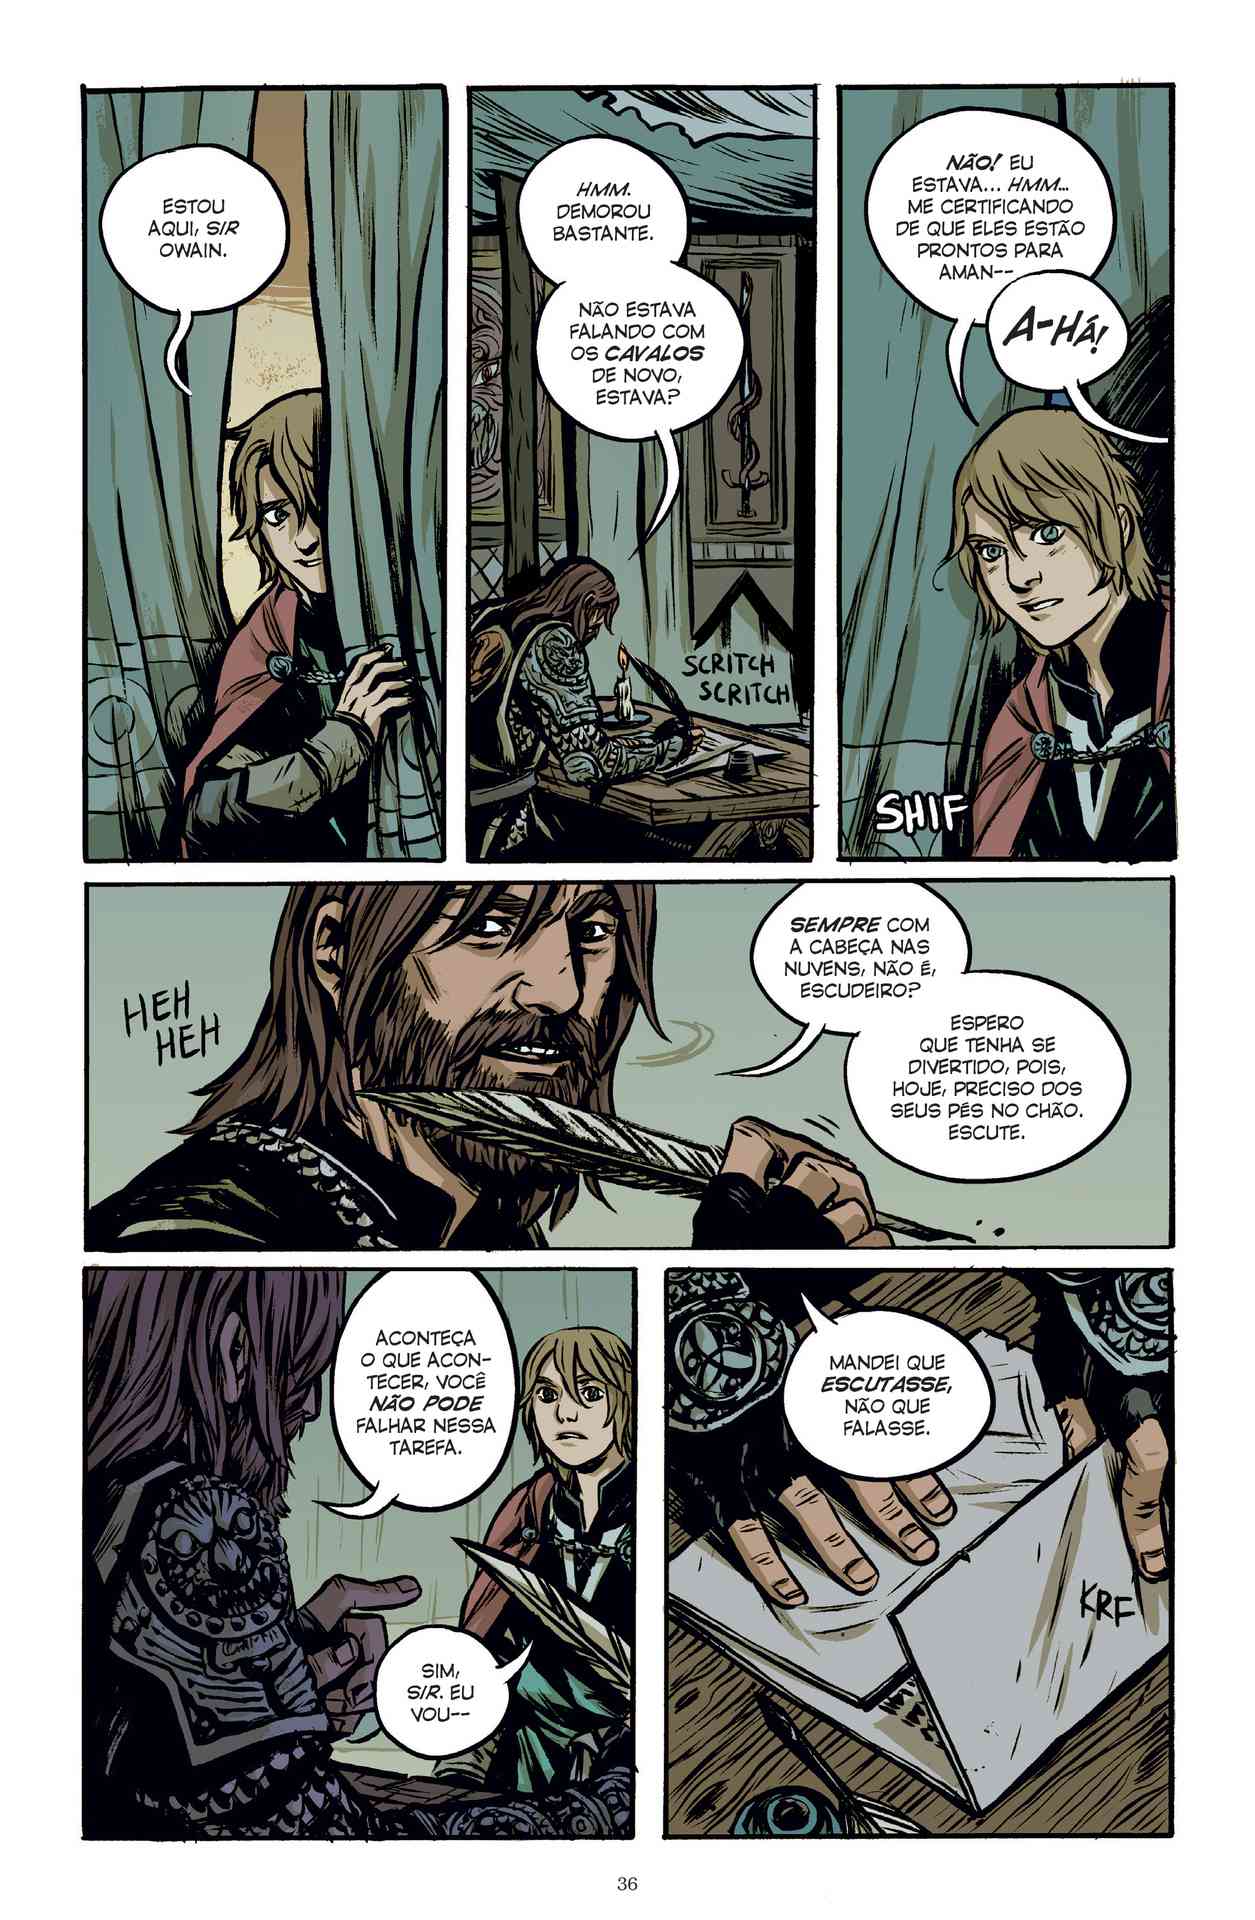 ESTOU
AQUI, SIR
OWAIN.
HMM.
DEMOROU
BASTANTE.
NÃO ESTAVA
FALANDO COM
OS CAVALOS
DE NOVO,
ESTAVA?
SCRITCH
SCRITCH
NÃO! EU
ESTAVA... HMM...
ME CERTIFICANDO
DE QUE ELES ESTÃO
PRONTOS PARA
AMAN--
A-HÁ!
SHIF
HEH
HEH
SEMPRE COM
A CABEÇA NAS
NUVENS, NÃO É,
ESCUDEIRO?
ESPERO
QUE TENHA SE
DIVERTIDO, POIS,
HOJE, PRECISO DOS
SEUS PÉS NO CHÃO.
ESCUTE.
ACONTEÇA
O QUE ACON-
TECER, VOCÊ
NÃO PODE
FALHAR NESSA
TAREFA.
SIM,
SIR. EU
VOU--
MANDEI QUE
ESCUTASSE,
NÃO QUE
FALASSE.
KRF
36